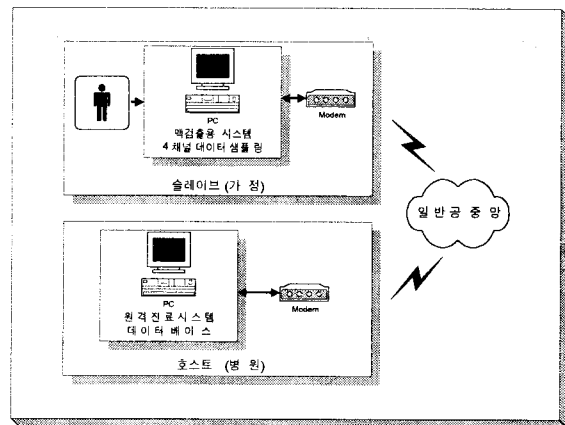 PC
맥검출용 시스템
4 채널 데이터 샘플링
Modem
슬레이브 (가 정)
일 반 공 중 망
PC
원 격 진 료 시 스 템
데 이 터 베 이 스
Modem
호스트 (병 원)